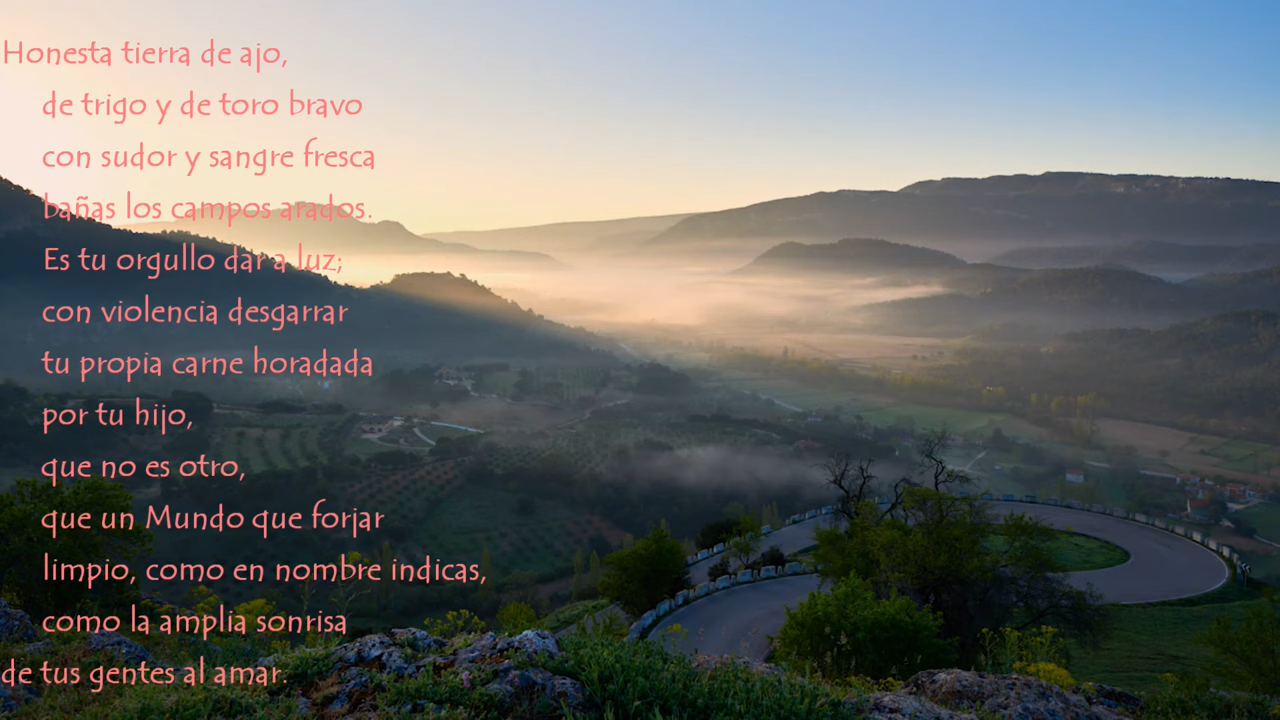 Honesta tierra de ajo,
de trigo y de toro bravo
con sudor y sangre fresca
bañas los campos arados.
Es tu orgullo dar a luz;
con violencia desgarrar
tu propia carne horadada
por tu hijo,
que no es otro,
que un Mundo que forjar
limpio, como en nombre indicas,
como la amplia sonrisa
de tus gentes al amar.